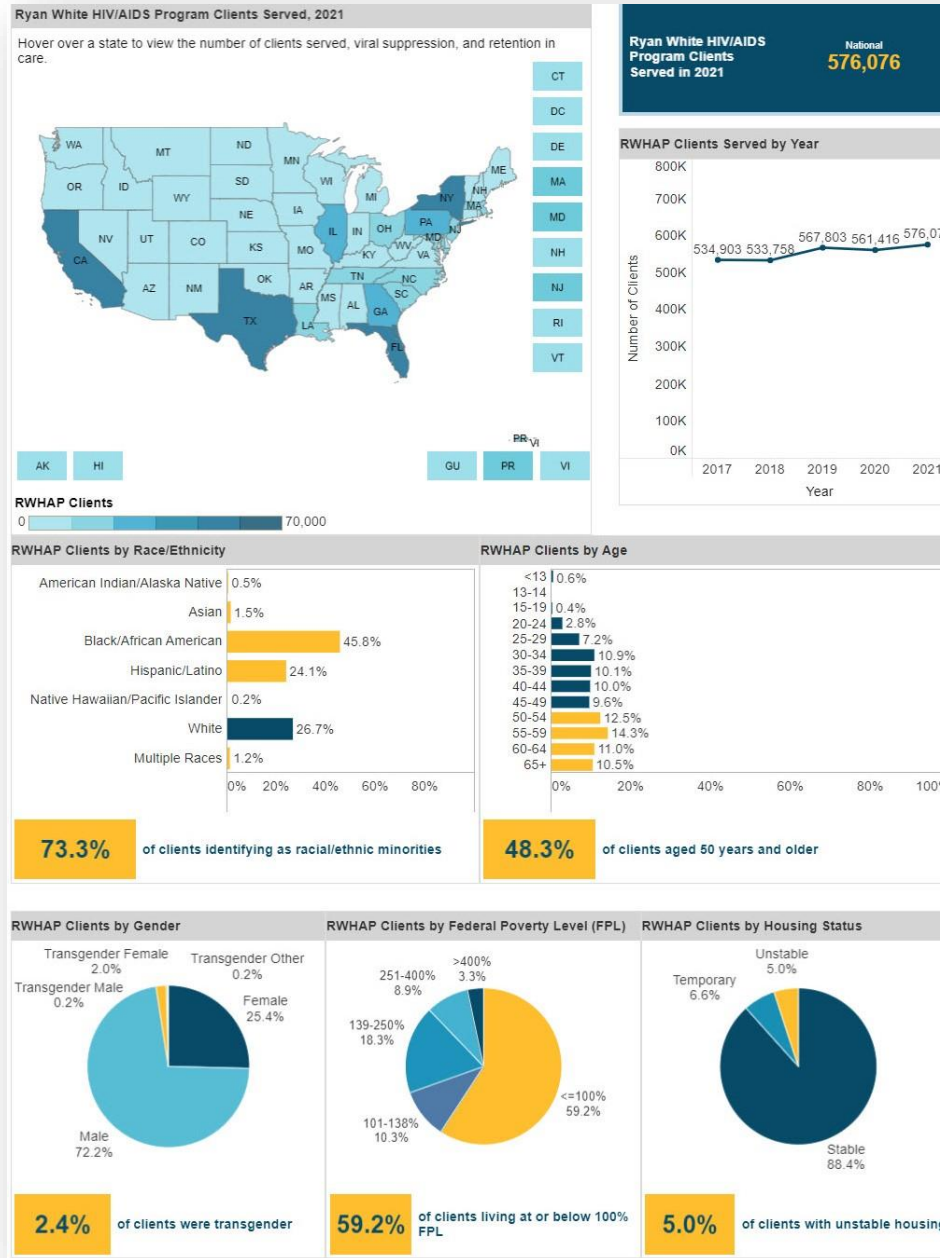 Ryan White HIV/AIDS Program Clients Served, 2021
Hover over a state to view the number of clients served, viral suppression, and retention in
care.
CT
DC
DE
MA
MD
NH
NJ
RI
VT
WA
MT
ND
MN
ME
OR
ID
SD
WI
MI
NY
NH
MA
WY
NE
IA
IL
IN
OH
PA
NJ
NV
UT
CO
KS
MO
KY
WV
MD
VA
CA
AZ
NM
OK
AR
TN
NC
SC
MS
AL
GA
TX
LA
FL
PR
VI
AK
HI
GU
PR
VI
RWHAP Clients
0
70,000
Ryan White HIV/AIDS
Program Clients
Served in 2021
National
576,076
RWHAP Clients Served by Year
Number of Clients
800K
700K
600K
500K
400K
300K
200K
100K
0K
534,903
533,758
567,803
561,416
576,07
2017
2018
2019
2020
2021
Year
RWHAP Clients by Race/Ethnicity
American Indian/Alaska Native 0.5%
Asian 1.5%
Black/African American 45.8%
Hispanic/Latino 24.1%
Native Hawaiian/Pacific Islander 0.2%
White 26.7%
Multiple Races 1.2%
0% 20% 40% 60% 80%
73.3% of clients identifying as racial/ethnic minorities
RWHAP Clients by Age
<13 0.6%
13-14
15-19 0.4%
20-24 2.8%
25-29 7.2%
30-34 10.9%
35-39 10.1%
40-44 10.0%
45-49 9.6%
50-54 12.5%
55-59 14.3%
60-64 11.0%
65+ 10.5%
0% 20% 40% 60% 80% 100%
48.3% of clients aged 50 years and older
RWHAP Clients by Gender
Transgender Female
2.0%
Transgender Other
0.2%
Transgender Male
0.2%
Female
25.4%
Male
72.2%
2.4% of clients were transgender
RWHAP Clients by Federal Poverty Level (FPL)
>400%
3.3%
251-400%
8.9%
139-250%
18.3%
101-138%
10.3%
<=100%
59.2%
59.2% of clients living at or below 100%
FPL
RWHAP Clients by Housing Status
Unstable
5.0%
Temporary
6.6%
Stable
88.4%
5.0% of clients with unstable housing